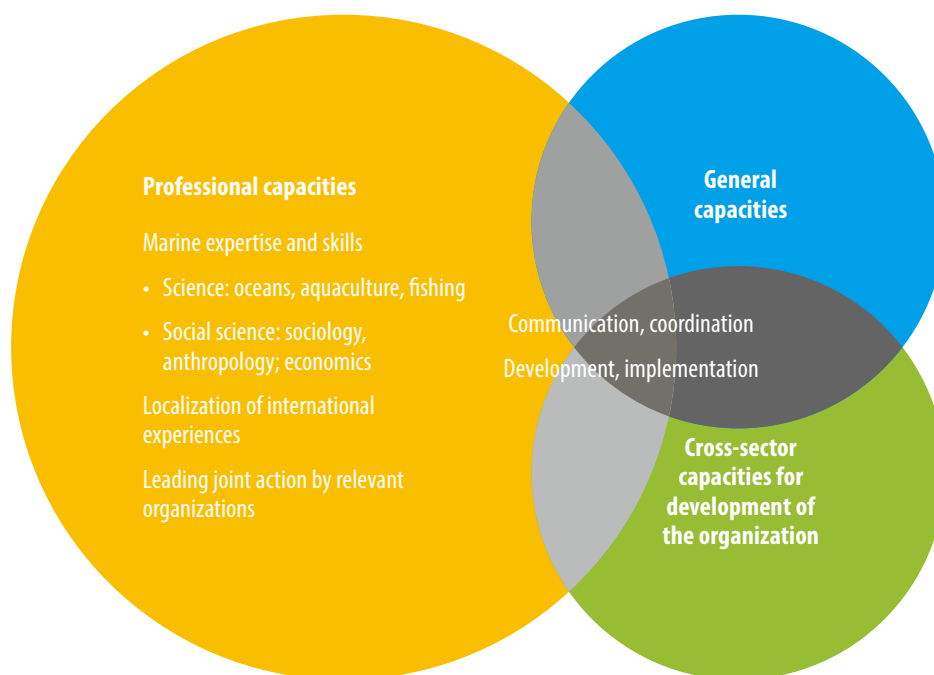 Professional capacities
Marine expertise and skills
• Science: oceans, aquaculture, fishing
• Social science: sociology,
anthropology; economics
Localization of international
experiences
Leading joint action by relevant
organizations
General
capacities
Communication, coordination
Development, implementation
Cross-sector
capacities for
development of
the organization